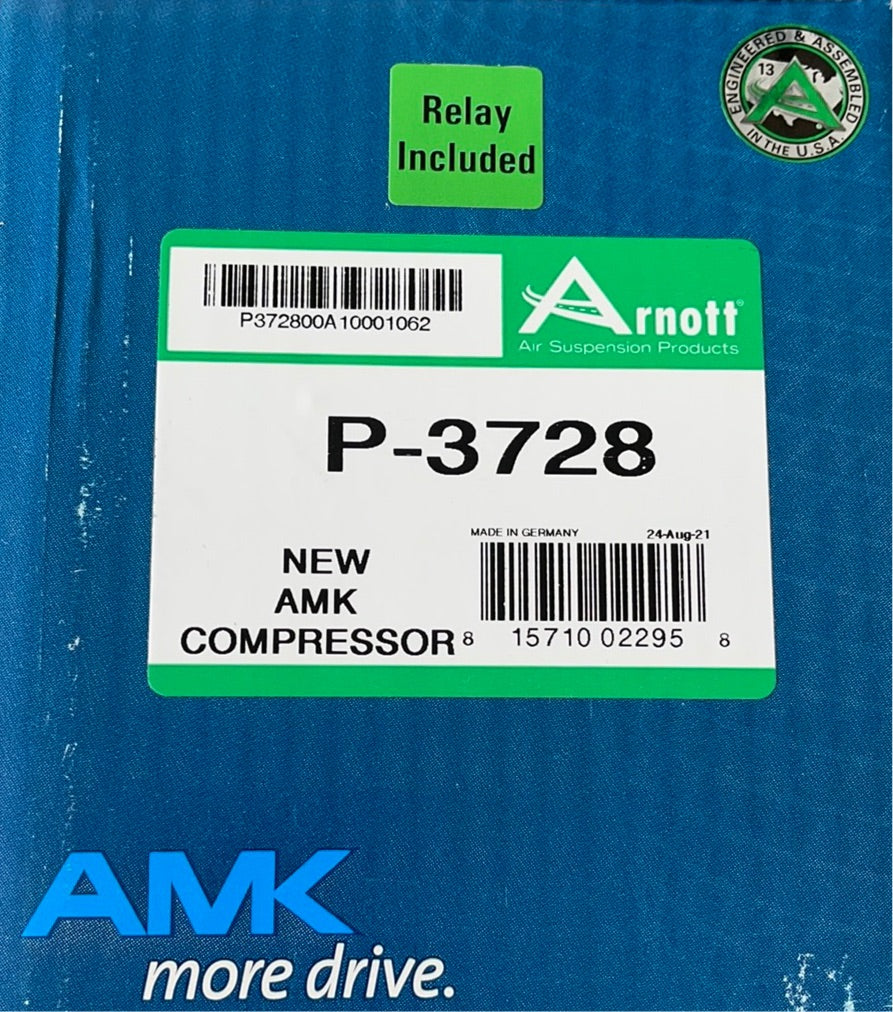 Relay
Included
ENGINEERED & ASSEMBLED
13
IN THE U.S.A.
P372800A10001062
Arnott®
Air Suspension Products
P-3728
MADE IN GERMANY 24-Aug-21
NEW
AMK
COMPRESSOR
8 15710 02295 8
AMK
more drive.